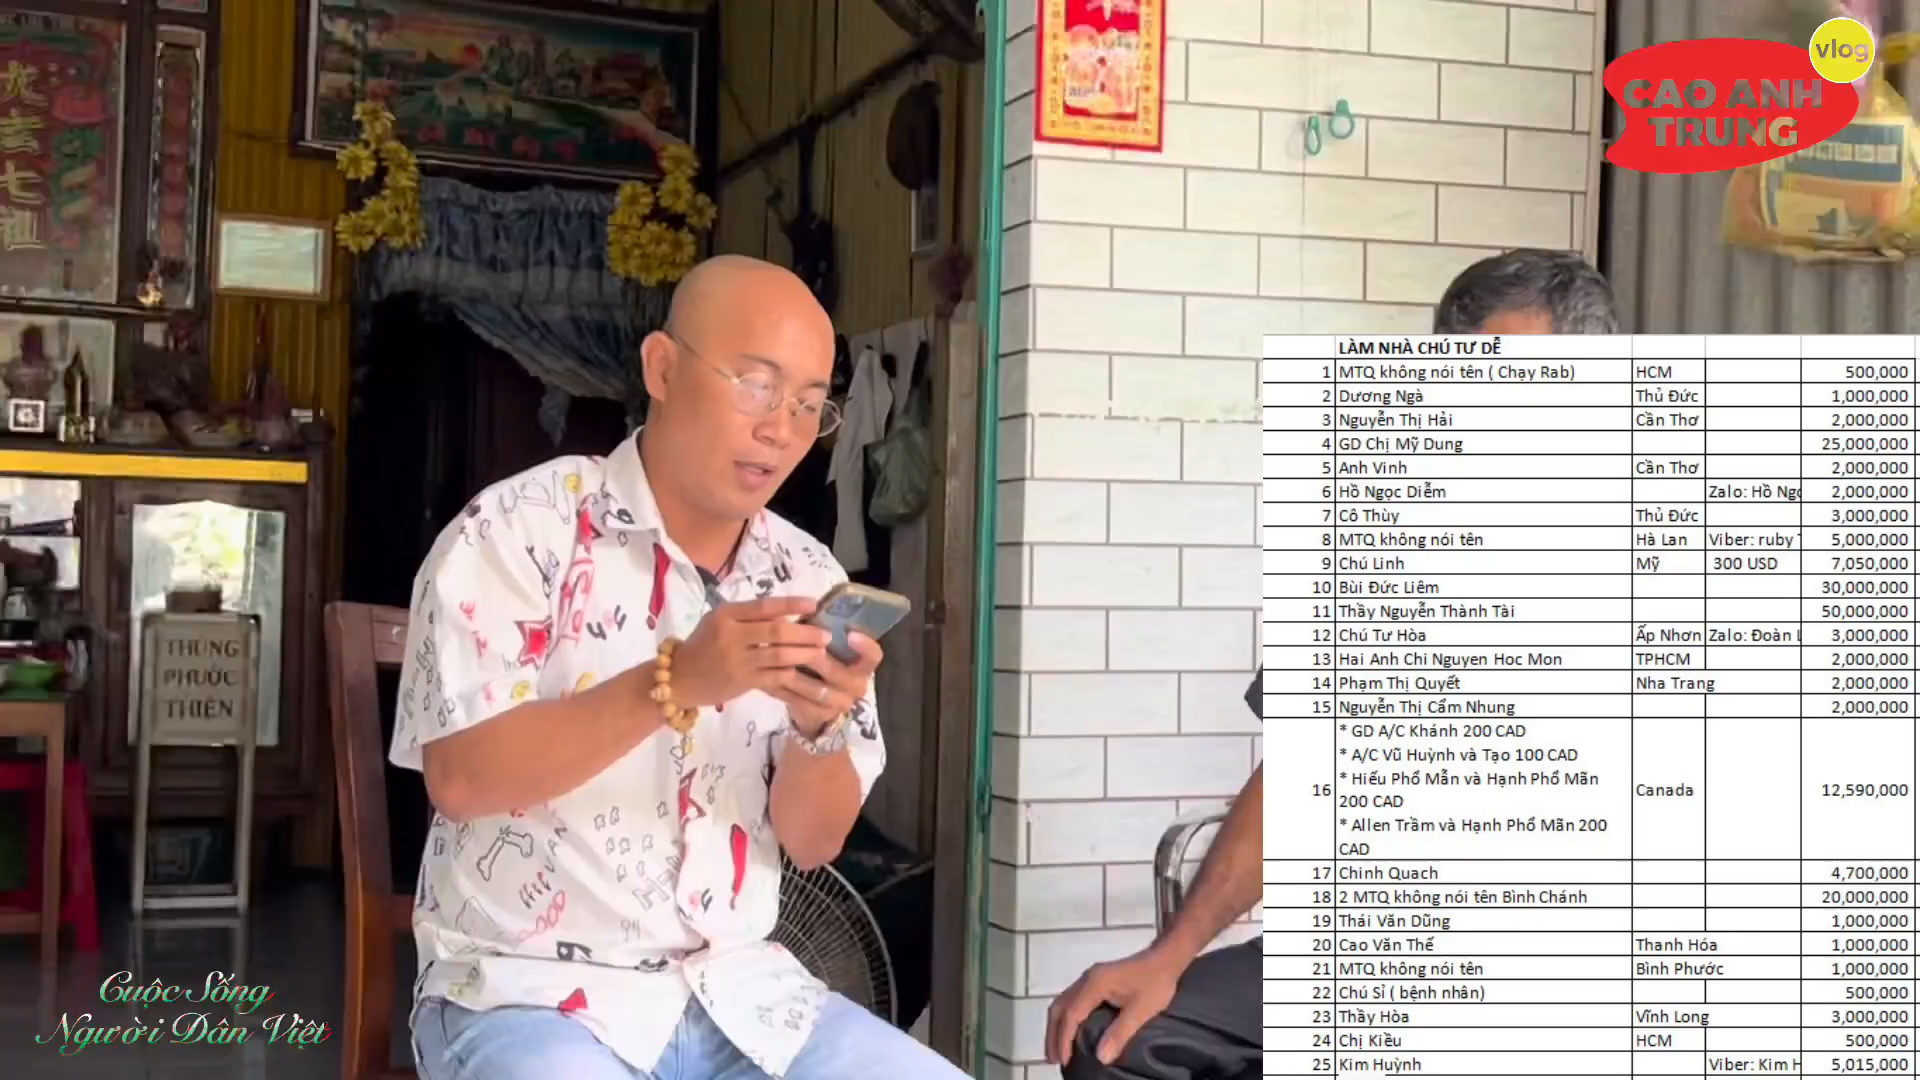 vlog
CAO ANH
TRUNG
THÙNG
PHƯỚC
THIỆN
Cuộc Sống
Người Dân Việt
LÀM NHÀ CHÚ TƯ DỄ
1 MTQ không nói tên ( Chạy Rab) HCM 500,000
2 Dương Ngà Thủ Đức 1,000,000
3 Nguyễn Thị Hải Cần Thơ 2,000,000
4 GD Chị Mỹ Dung 25,000,000
5 Anh Vinh Cần Thơ 2,000,000
6 Hồ Ngọc Diễm Zalo: Hồ Ngọ 2,000,000
7 Cô Thùy Thủ Đức 3,000,000
8 MTQ không nói tên Hà Lan Viber: ruby 5,000,000
9 Chú Linh Mỹ 300 USD 7,050,000
10 Bùi Đức Liêm 30,000,000
11 Thầy Nguyễn Thành Tài 50,000,000
12 Chú Tư Hòa Ấp Nhơn Zalo: Đoàn L 3,000,000
13 Hai Anh Chi Nguyen Hoc Mon TPHCM 2,000,000
14 Phạm Thị Quyết Nha Trang 2,000,000
15 Nguyễn Thị Cẩm Nhung 2,000,000
* GD A/C Khánh 200 CAD
* A/C Vũ Huỳnh và Tạo 100 CAD
* Hiếu Phổ Mẫn và Hạnh Phổ Mãn
16 Canada 12,590,000
200 CAD
* Allen Trầm và Hạnh Phổ Mãn 200
CAD
17 Chinh Quach 4,700,000
18 2 MTQ không nói tên Bình Chánh 20,000,000
19 Thái Văn Dũng 1,000,000
20 Cao Văn Thế Thanh Hóa 1,000,000
21 MTQ không nói tên Bình Phước 1,000,000
22 Chú Sỉ ( bệnh nhân) 500,000
23 Thầy Hòa Vĩnh Long 3,000,000
24 Chị Kiều HCM 500,000
25 Kim Huỳnh Viber: Kim H 5,015,000